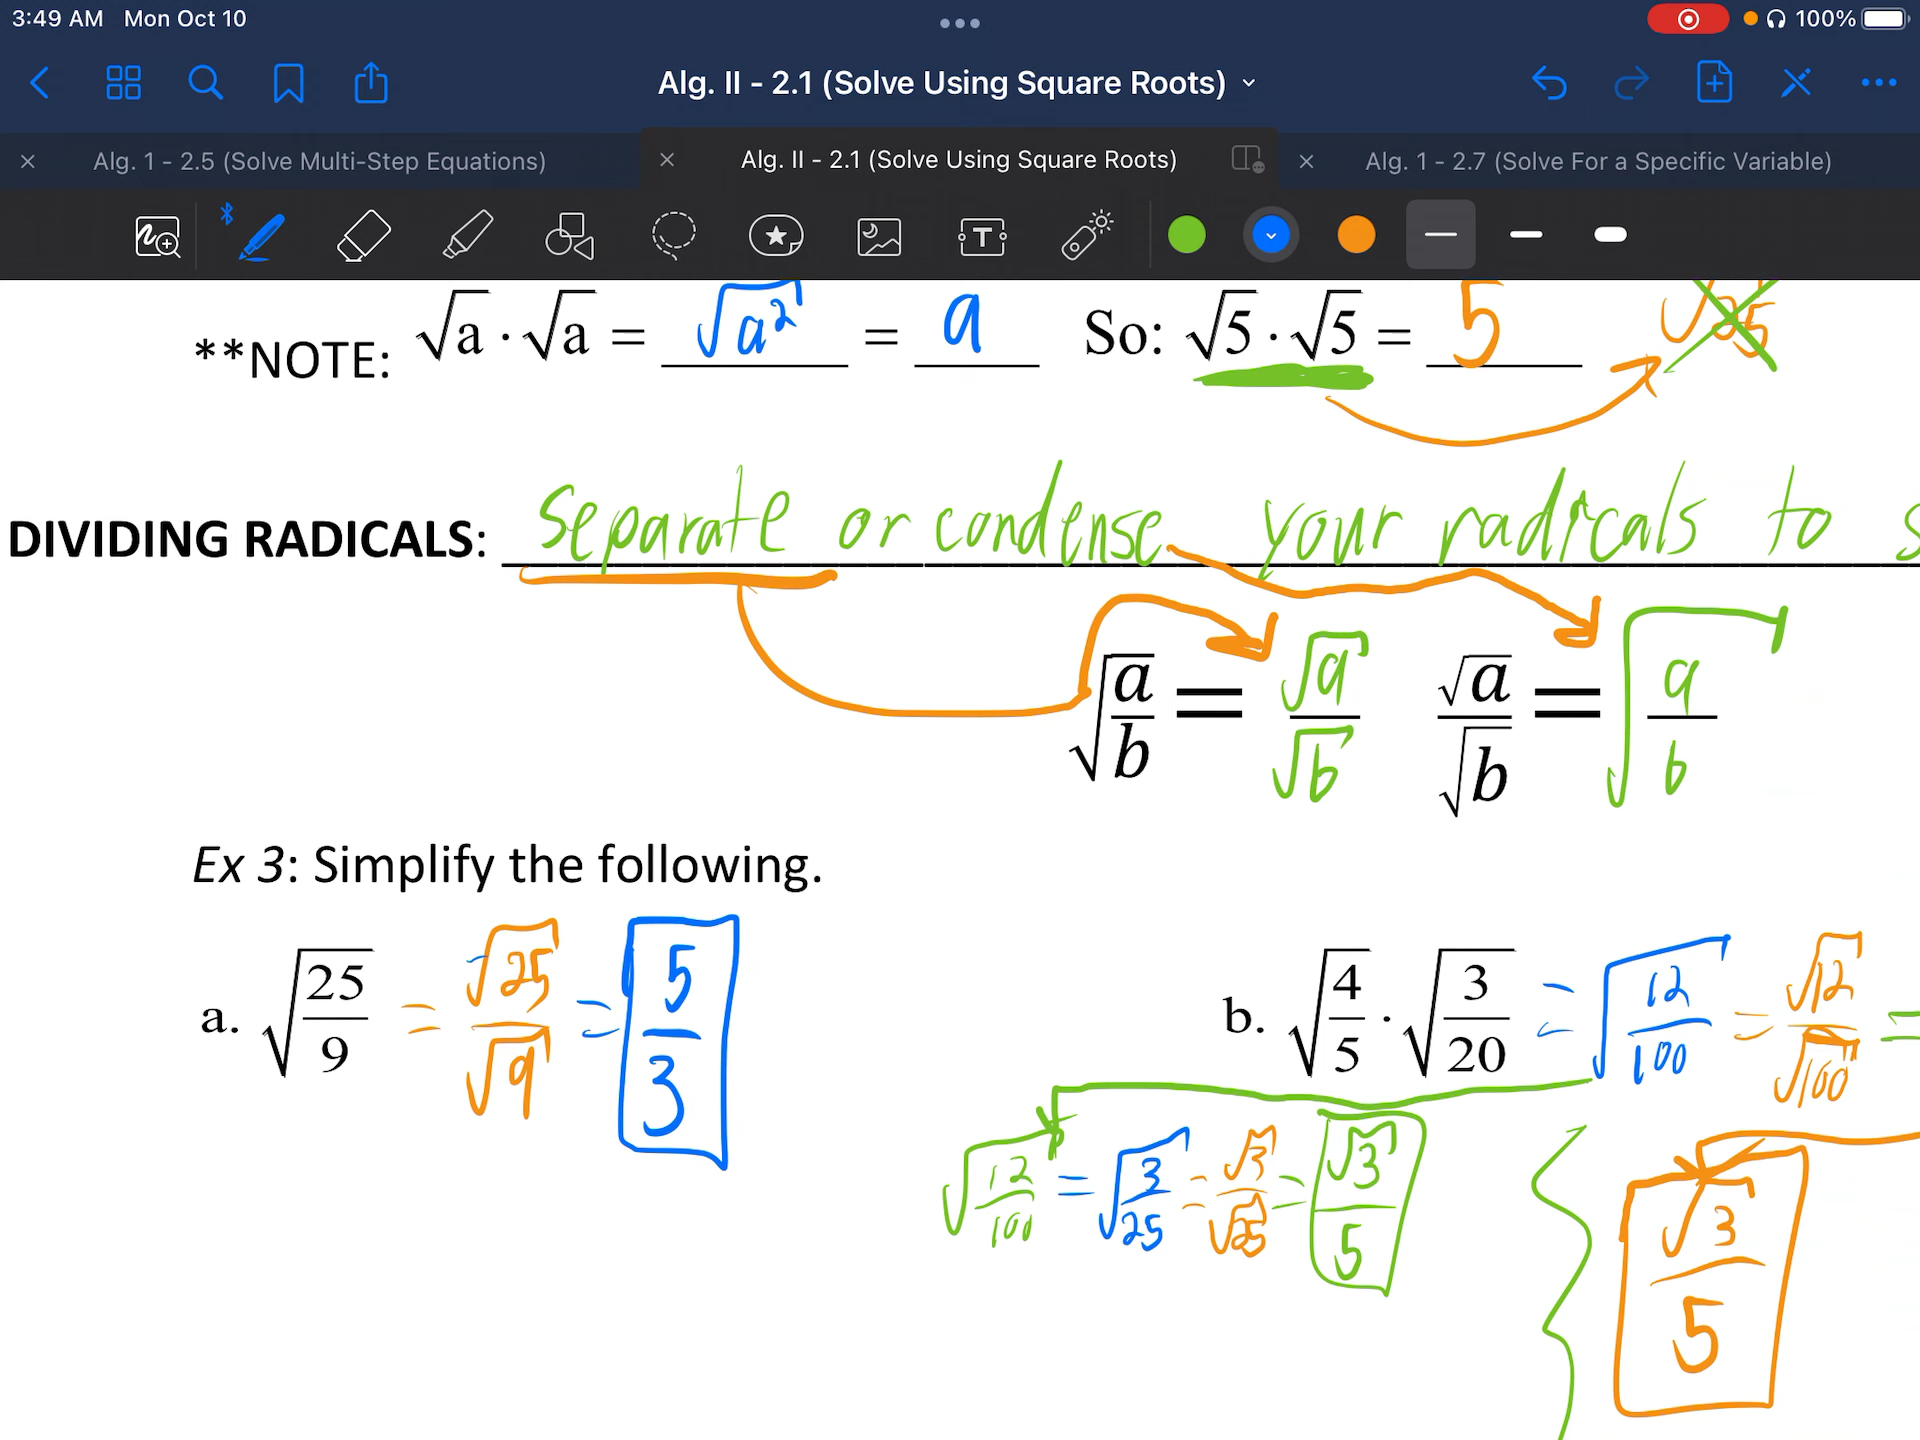 3:49 AM Mon Oct 10 100%
Alg. II - 2.1 (Solve Using Square Roots)
Alg. 1 - 2.5 (Solve Multi-Step Equations) Alg. II - 2.1 (Solve Using Square Roots) Alg. 1 - 2.7 (Solve For a Specific Variable)
**NOTE: √a · √a = √a² = a So: √5 · √5 = 5 √25
DIVIDING RADICALS: Separate or condense your radicals to s
√(a/b) = √a/√b √a/√b = √(a/b)
Ex 3: Simplify the following.
a. √(25/9) = √25/√9 = 5/3
b. √(4/5) · √(3/20) = √(12/100) = √12/√100 =
√(12/100) = √(3/25) = √3/√25 = √3/5
√3/5